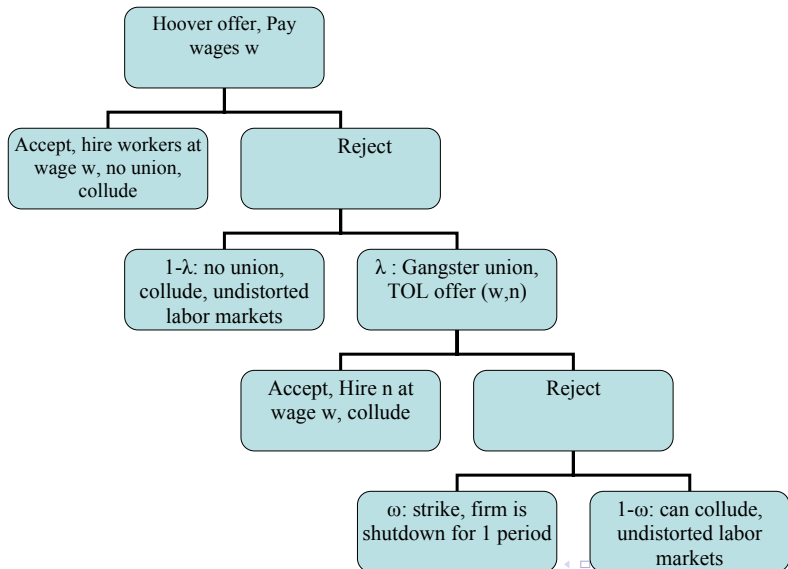 Hoover offer, Pay
wages w
Accept, hire workers at
wage w, no union,
collude
Reject
1-λ: no union,
collude, undistorted
labor markets
λ : Gangster union,
TOL offer (w,n)
Accept, Hire n at
wage w, collude
Reject
ω: strike, firm is
shutdown for 1 period
1-ω: can collude,
undistorted labor
markets